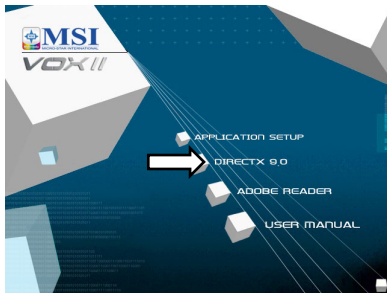 MSI
MICRO-STAR INTERNATIONAL
VOX II
APPLICATION SETUP
DIRECTX 9.0
ADOBE READER
USER MANUAL